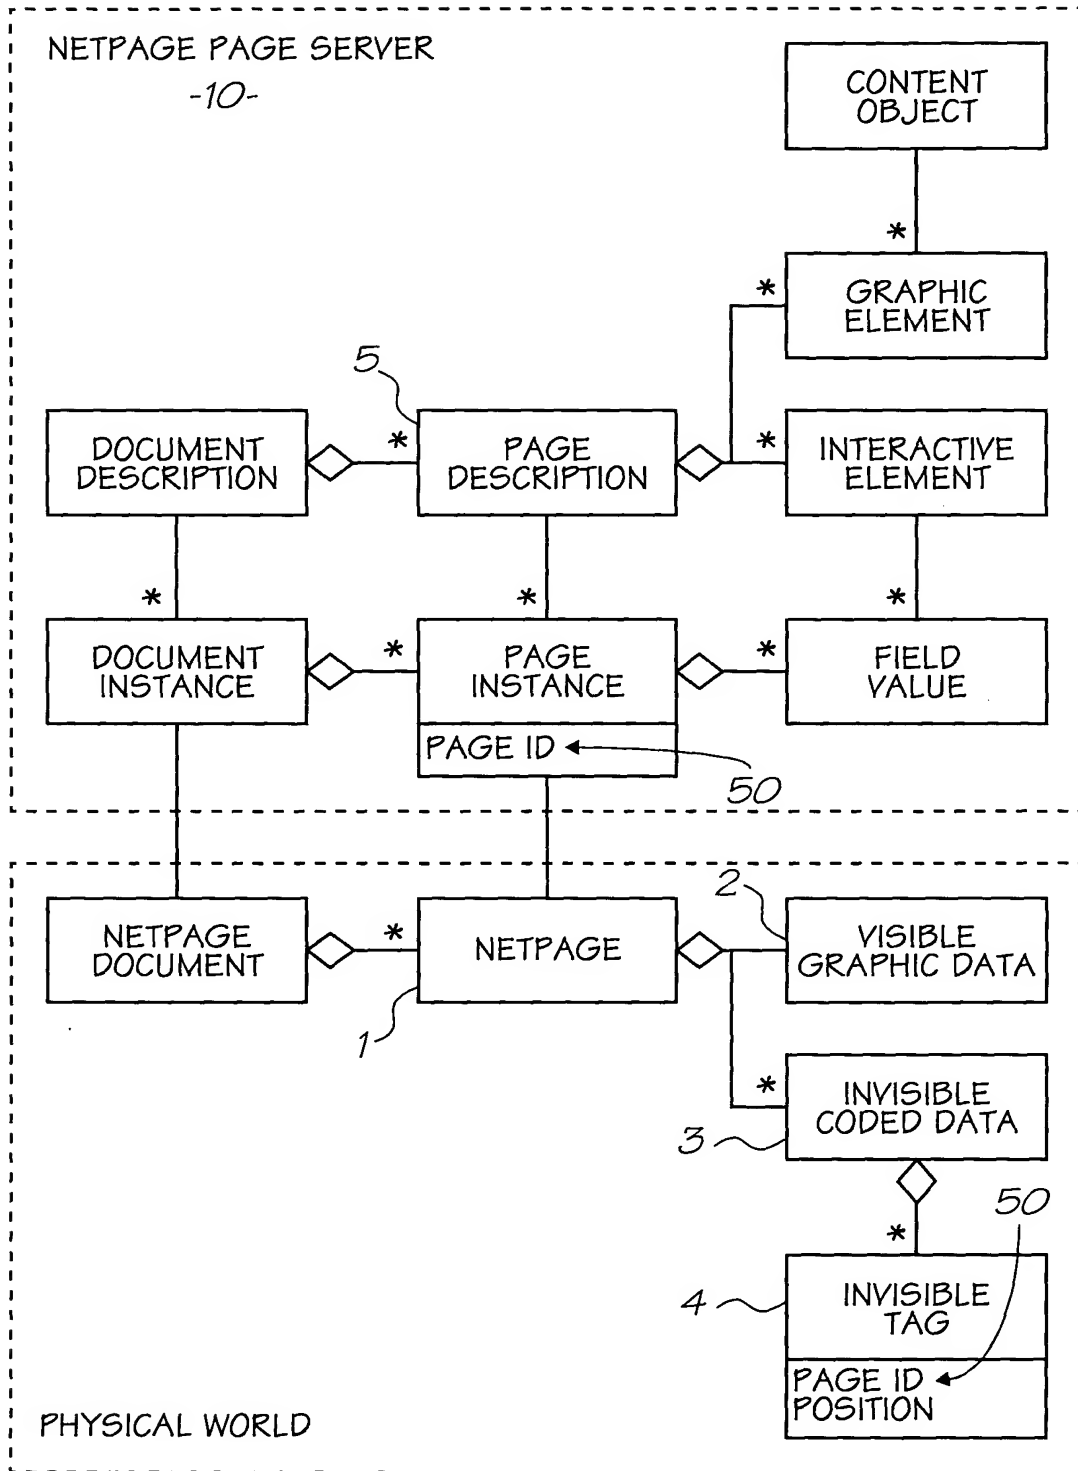 NETPAGE PAGE SERVER
-10-
CONTENT
OBJECT
*
*
GRAPHIC
ELEMENT
5
DOCUMENT
DESCRIPTION
*
PAGE
DESCRIPTION
*
INTERACTIVE
ELEMENT
*
*
*
DOCUMENT
INSTANCE
*
PAGE
INSTANCE
*
FIELD
VALUE
PAGE ID
50
NETPAGE
DOCUMENT
*
NETPAGE
1
2
VISIBLE
GRAPHIC DATA
*
INVISIBLE
CODED DATA
3
50
*
4
INVISIBLE
TAG
PAGE ID
POSITION
PHYSICAL WORLD